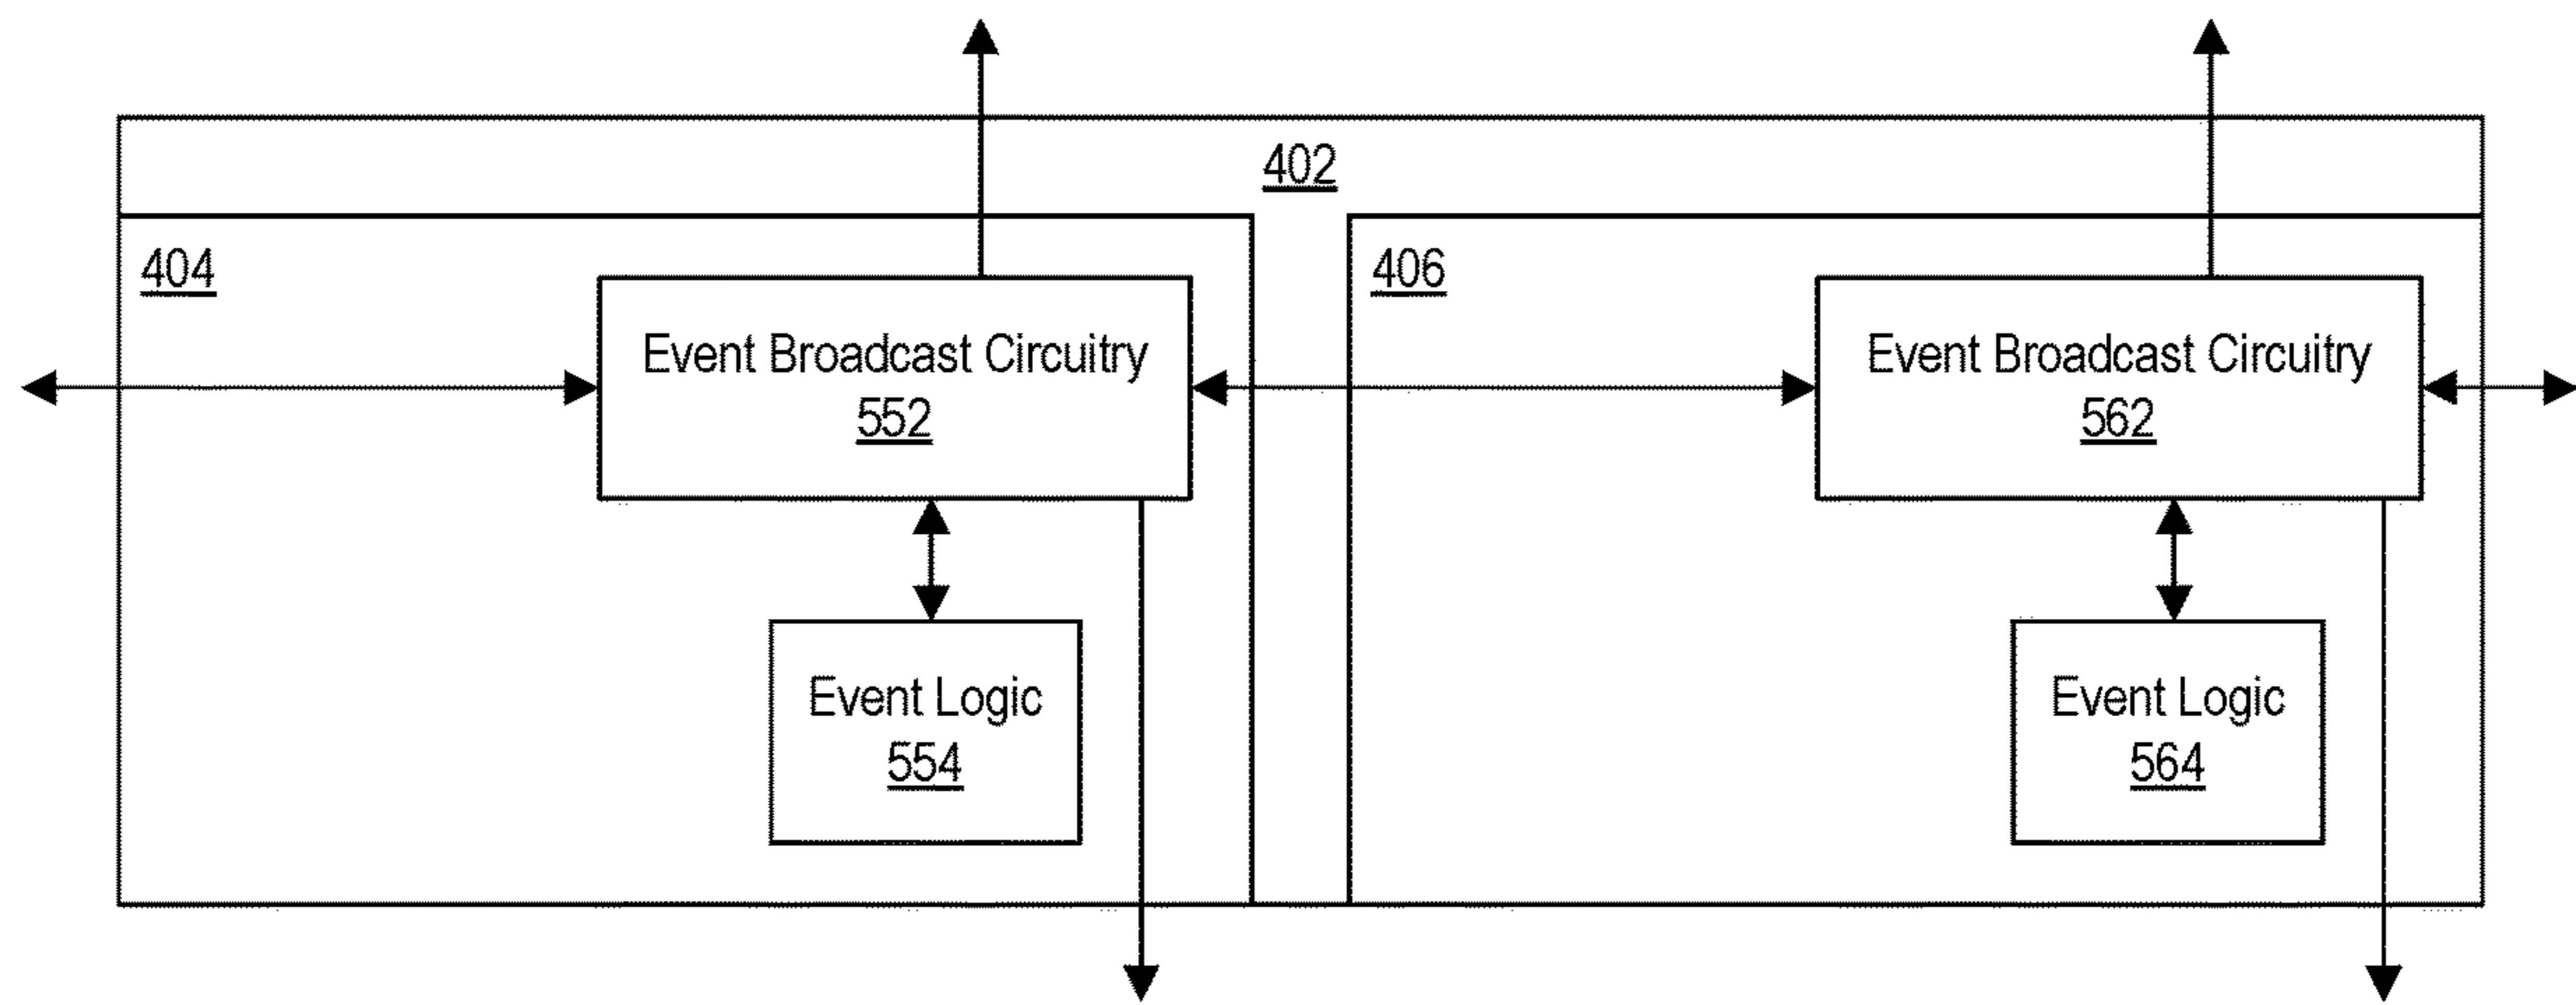 402
404
Event Broadcast Circuitry
552
Event Logic
554
406
Event Broadcast Circuitry
562
Event Logic
564